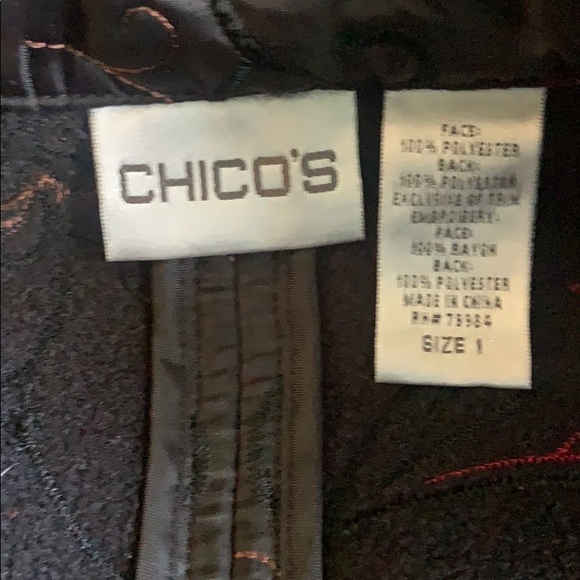 CHICO'S
FACE:
100% POLYESTER
BACK:
100% POLYESTER
EXCLUSIVE OF TRIM
EMBROIDERY:
FACE:
100% RAYON
BACK:
100% POLYESTER
MADE IN CHINA
RN# 79984
SIZE 1